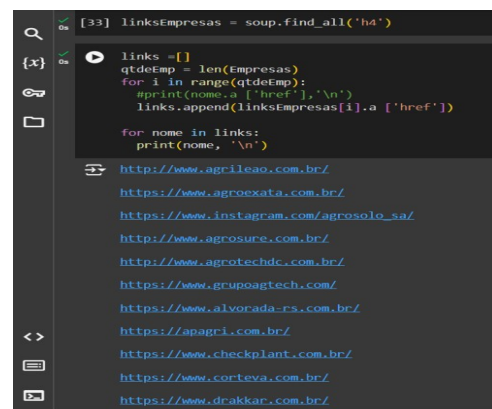 [33] linksEmpresas = soup.find_all('h4')
0s
{x}
0s
links =[]
qtdeEmp = len(Empresas)
for i in range(qtdeEmp):
#print(nome.a ['href'],'\n')
links.append(linksEmpresas[i].a ['href'])
for nome in links:
print(nome, '\n')
http://www.agrileao.com.br/
https://www.agroexata.com.br/
https://www.instagram.com/agrosolo_sa/
http://www.agrosure.com.br/
http://www.agrotechdc.com.br/
https://www.grupoagtech.com/
https://www.alvorada-rs.com.br/
https://apagri.com.br/
https://www.checkplant.com.br/
https://www.corteva.com.br/
https://www.drakkar.com.br/